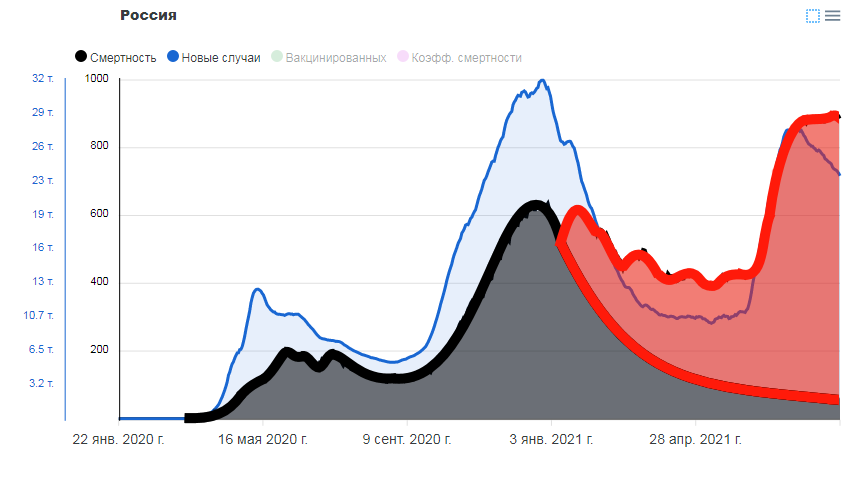 Россия
Смертность Новые случаи Вакцинированных Коэфф. смертности
32 т. 1000
29 т.
26 т. 800
23 т.
19 т. 600
16 т.
13 т. 400
10.7 т.
6.5 т. 200
3.2 т.
22 янв. 2020 г. 16 мая 2020 г. 9 сент. 2020 г. 3 янв. 2021 г. 28 апр. 2021 г.